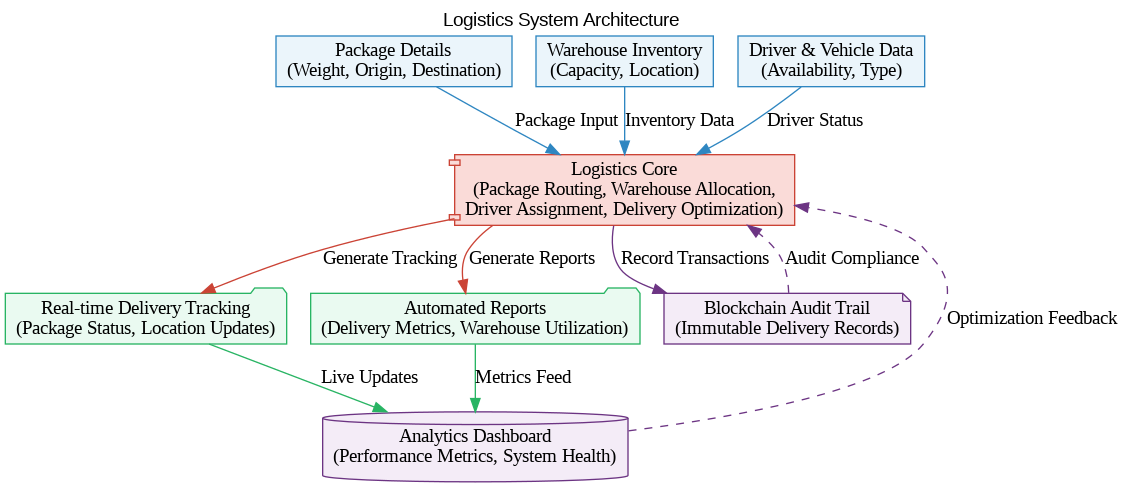 Logistics System Architecture
Package Details
(Weight, Origin, Destination)
Warehouse Inventory
(Capacity, Location)
Driver & Vehicle Data
(Availability, Type)
Package Input
Inventory Data
Driver Status
Logistics Core
(Package Routing, Warehouse Allocation,
Driver Assignment, Delivery Optimization)
Generate Tracking
Generate Reports
Record Transactions
Audit Compliance
Real-time Delivery Tracking
(Package Status, Location Updates)
Automated Reports
(Delivery Metrics, Warehouse Utilization)
Blockchain Audit Trail
(Immutable Delivery Records)
Optimization Feedback
Live Updates
Metrics Feed
Analytics Dashboard
(Performance Metrics, System Health)